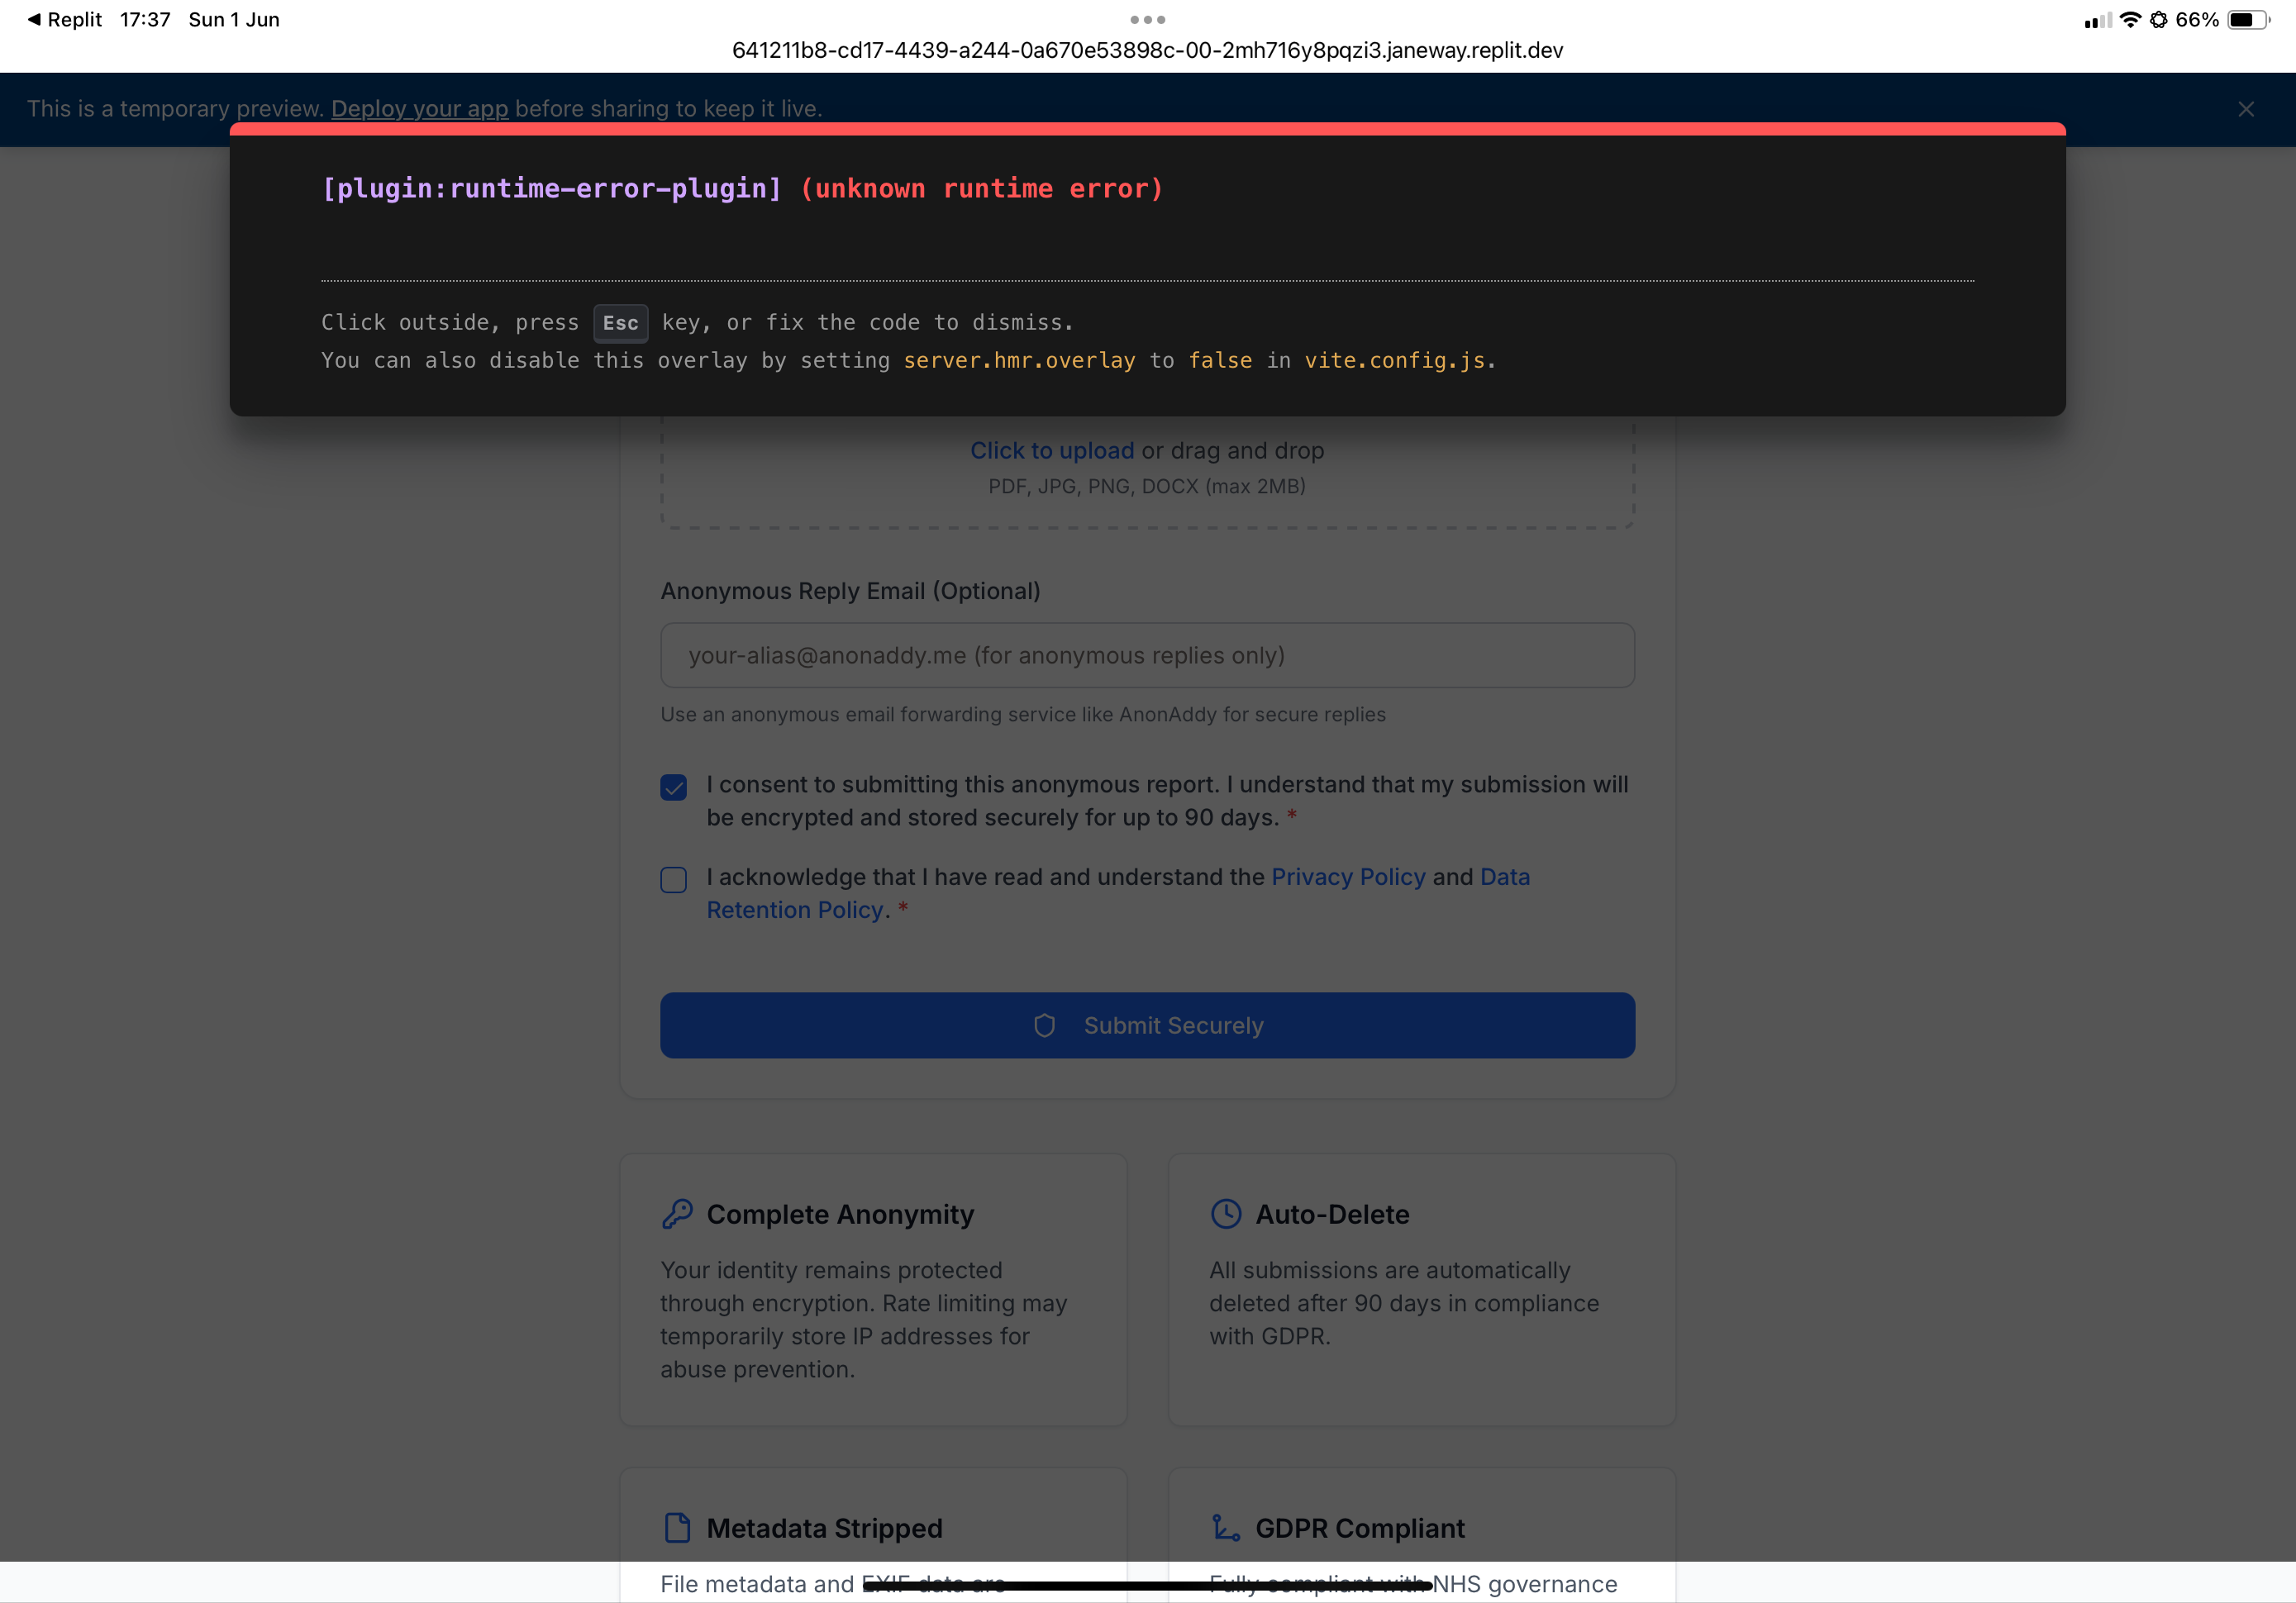 ◀ Replit 17:37 Sun 1 Jun
66%
641211b8-cd17-4439-a244-0a670e53898c-00-2mh716y8pqzi3.janeway.replit.dev
This is a temporary preview. Deploy your app before sharing to keep it live.
[plugin:runtime-error-plugin] (unknown runtime error)
Click outside, press Esc key, or fix the code to dismiss.
You can also disable this overlay by setting server.hmr.overlay to false in vite.config.js.
Click to upload or drag and drop
PDF, JPG, PNG, DOCX (max 2MB)
Anonymous Reply Email (Optional)
your-alias@anonaddy.me (for anonymous replies only)
Use an anonymous email forwarding service like AnonAddy for secure replies
I consent to submitting this anonymous report. I understand that my submission will
be encrypted and stored securely for up to 90 days. *
I acknowledge that I have read and understand the Privacy Policy and Data
Retention Policy. *
Submit Securely
Complete Anonymity
Your identity remains protected
through encryption. Rate limiting may
temporarily store IP addresses for
abuse prevention.
Auto-Delete
All submissions are automatically
deleted after 90 days in compliance
with GDPR.
Metadata Stripped
File metadata and EXIF data are
GDPR Compliant
Fully compliant with NHS governance